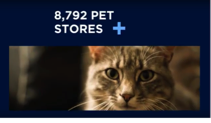 8,792 PET
STORES +